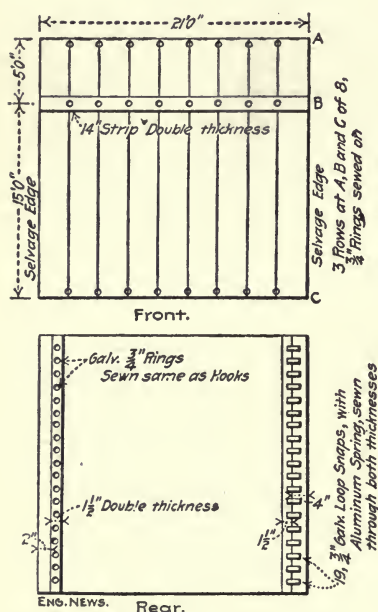 21'0"
A
5'0"
B
14" Strip "Double thickness
15'0"
Selvage Edge
Selvage Edge
3 Rows at A, B and C of 8,
3/4" Rings sewed on
C
Front.
Galv. 3/4" Rings
Sewn same as Hooks
1 1/2" Double thickness
2"
4"
1 1/2"
19, 3/4" Galv. Loop Snaps, with
Aluminum Spring, sewn
through both thicknesses
ENG. NEWS.
Rear.